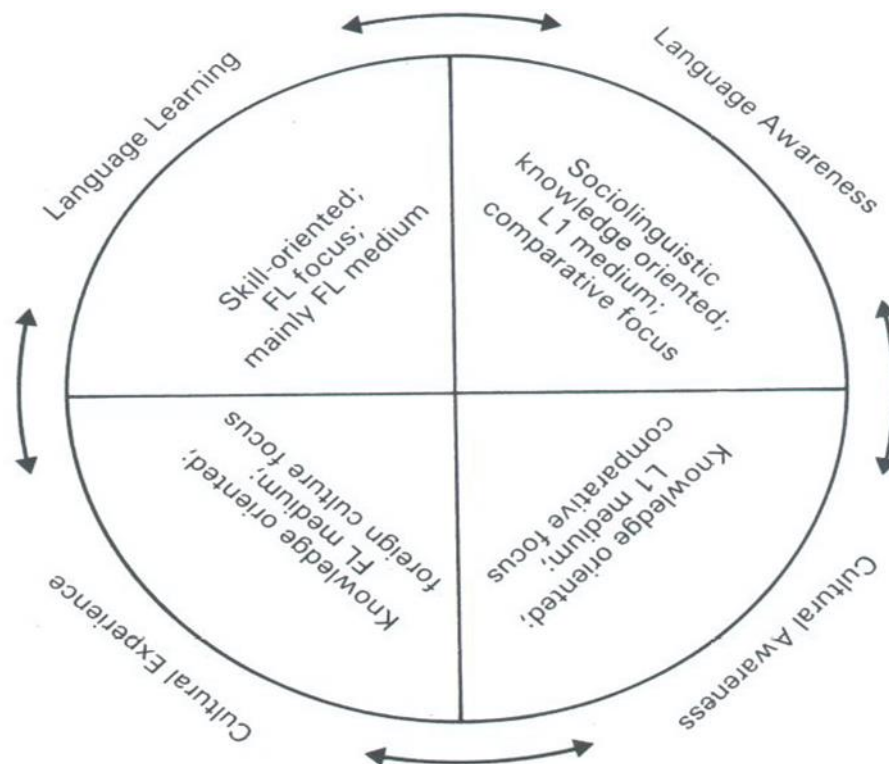 Language Learning
Language Awareness
Skill-oriented;
FL focus;
mainly FL medium
Sociolinguistic
knowledge oriented;
L1 medium;
comparative focus
Knowledge oriented;
FL medium;
foreign culture focus
Knowledge oriented;
L1 medium;
comparative focus
Cultural Experience
Cultural Awareness